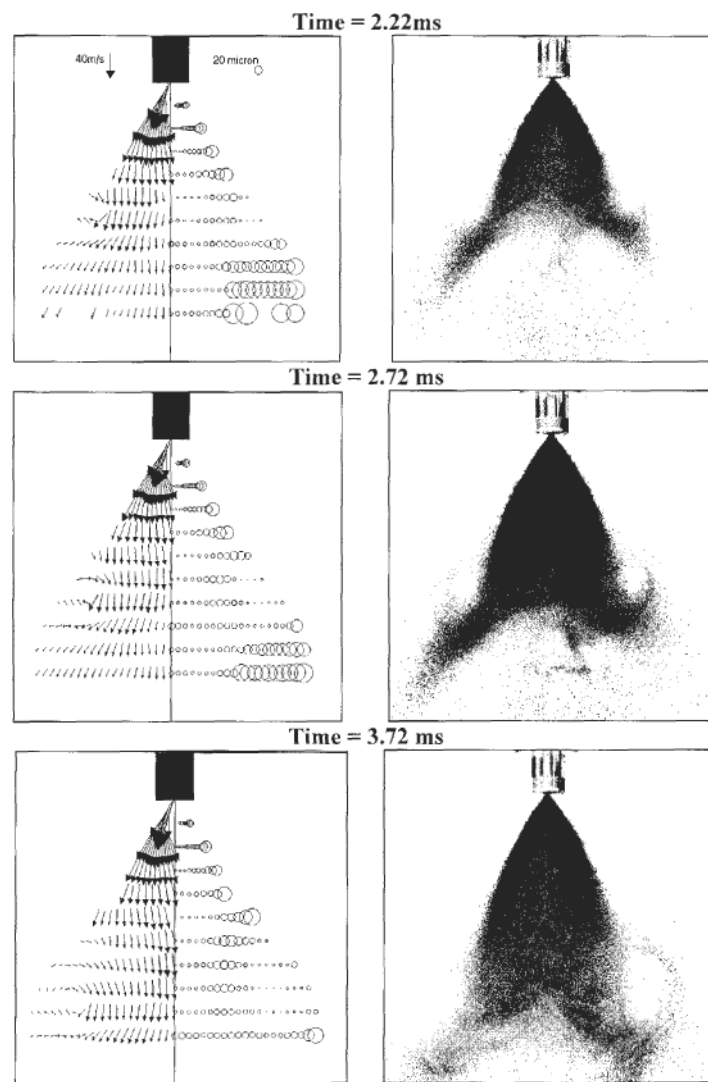 Time = 2.22ms
40m/s
20 micron
Time = 2.72 ms
Time = 3.72 ms